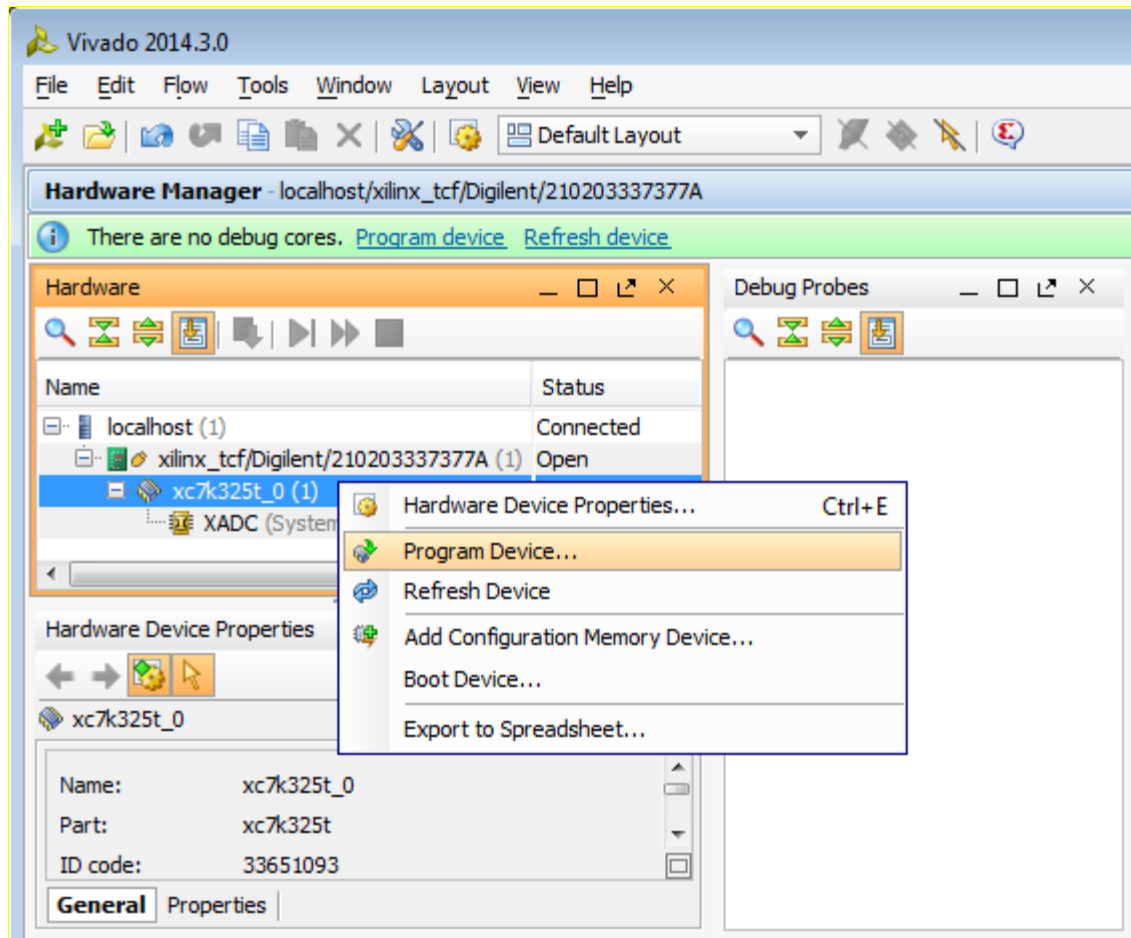 Vivado 2014.3.0
File Edit Flow Tools Window Layout View Help
Default Layout
Hardware Manager - localhost/xilinx_tcf/Digilent/210203337377A
There are no debug cores. Program device Refresh device
Hardware
Debug Probes
Name Status
localhost (1) Connected
xilinx_tcf/Digilent/210203337377A (1) Open
xc7k325t_0 (1)
XADC (System
Hardware Device Properties... Ctrl+E
Program Device...
Refresh Device
Add Configuration Memory Device...
Boot Device...
Export to Spreadsheet...
Hardware Device Properties
xc7k325t_0
Name: xc7k325t_0
Part: xc7k325t
ID code: 33651093
General Properties